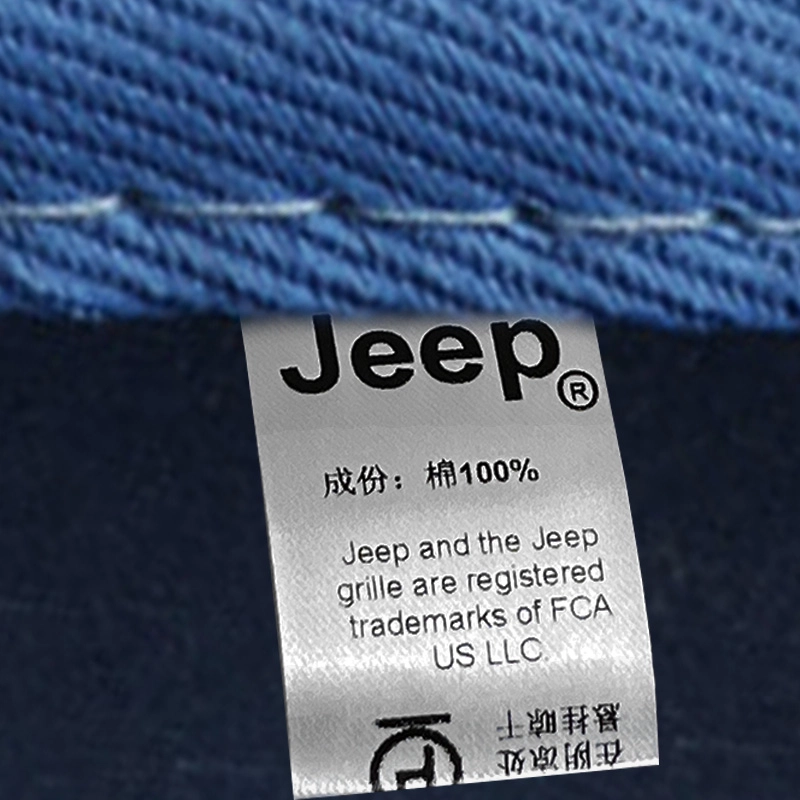 Jeep®
成份：棉100%
Jeep and the Jeep
grille are registered
trademarks of FCA
US LLC.
在阴凉处
悬挂晾干